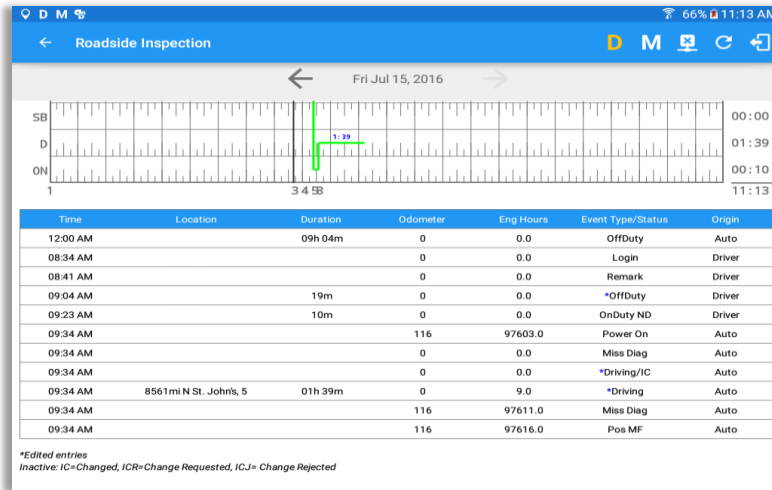 D M 66% 11:13 AM
Roadside Inspection D M
Fri Jul 15, 2016
SB 00:00
D 1:39 01:39
ON 00:10
1 3 4 5 8 11:13
Time Location Duration Odometer Eng Hours Event Type/Status Origin
12:00 AM 09h 04m 0 0.0 OffDuty Auto
08:34 AM 0 0.0 Login Driver
08:41 AM 0 0.0 Remark Driver
09:04 AM 19m 0 0.0 *OffDuty Driver
09:23 AM 10m 0 0.0 OnDuty ND Driver
09:34 AM 116 97603.0 Power On Auto
09:34 AM 0 0.0 Miss Diag Auto
09:34 AM 0 0.0 *Driving/IC Auto
09:34 AM 8561mi N St. John's, 5 01h 39m 0 9.0 *Driving Auto
09:34 AM 116 97611.0 Miss Diag Auto
09:34 AM 116 97616.0 Pos MF Auto
*Edited entries
Inactive: IC=Changed, ICR=Change Requested, ICJ= Change Rejected